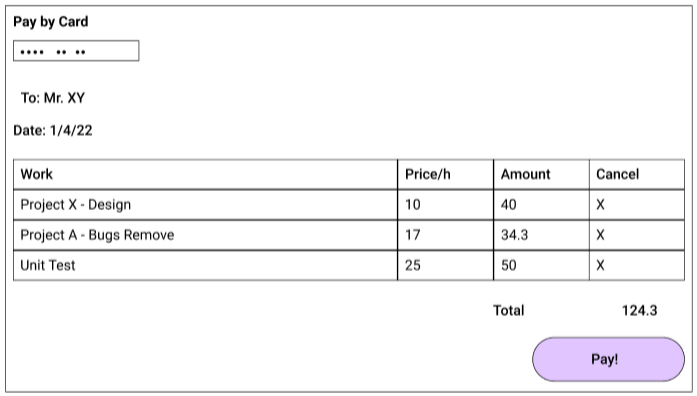 Pay by Card
•••• •• ••
To: Mr. XY
Date: 1/4/22
Work Price/h Amount Cancel
Project X - Design 10 40 X
Project A - Bugs Remove 17 34.3 X
Unit Test 25 50 X
Total 124.3
Pay!